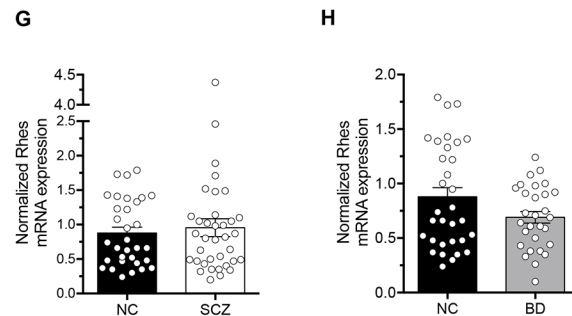 G
Normalized Rhes
mRNA expression
4.5
4.0
2.5
2.0
1.5
1.0
0.5
0.0
NC
SCZ
H
Normalized Rhes
mRNA expression
2.0
1.5
1.0
0.5
0.0
NC
BD